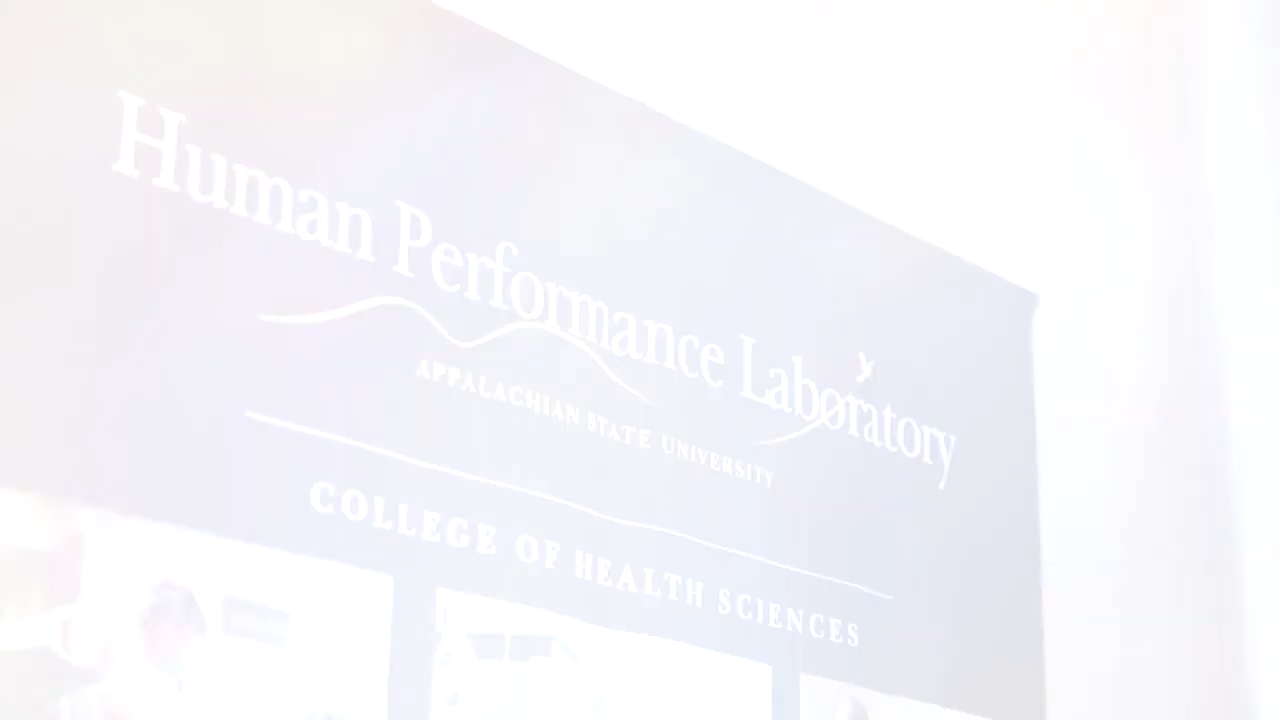 Human Performance Laboratory
APPALACHIAN STATE UNIVERSITY
COLLEGE OF HEALTH SCIENCES